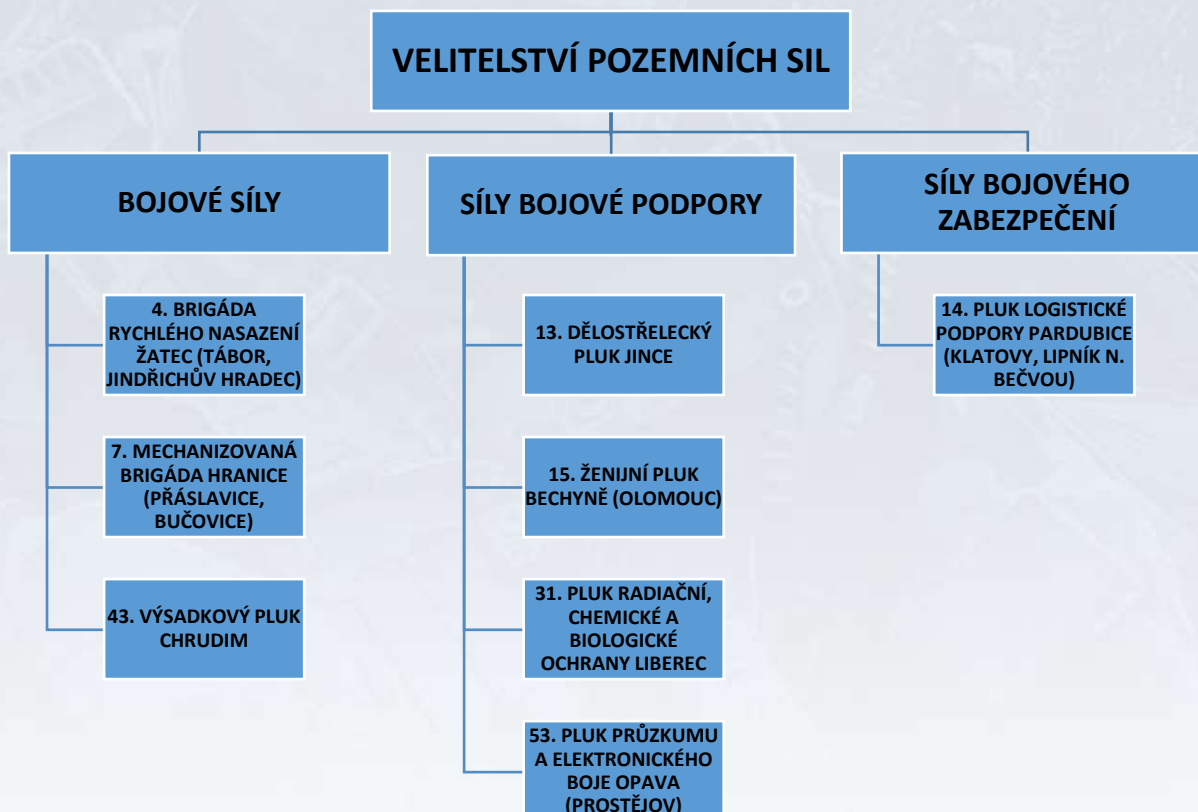 VELITELSTVÍ POZEMNÍCH SIL
BOJOVÉ SÍLY
4. BRIGÁDA
RYCHLÉHO NASAZENÍ
ŽATEC (TÁBOR,
JINDŘICHŮV HRADEC)
7. MECHANIZOVANÁ
BRIGÁDA HRANICE
(PŘÁSLAVICE,
BUČOVICE)
43. VÝSADKOVÝ PLUK
CHRUDIM
SÍLY BOJOVÉ PODPORY
13. DĚLOSTŘELECKÝ
PLUK JINCE
15. ŽENIJNÍ PLUK
BECHYNĚ (OLOMOUC)
31. PLUK RADIAČNÍ,
CHEMICKÉ A
BIOLOGICKÉ
OCHRANY LIBEREC
53. PLUK PRŮZKUMU
A ELEKTRONICKÉHO
BOJE OPAVA
(PROSTĚJOV)
SÍLY BOJOVÉHO
ZABEZPEČENÍ
14. PLUK LOGISTICKÉ
PODPORY PARDUBICE
(KLATOVY, LIPNÍK N.
BEČVOU)